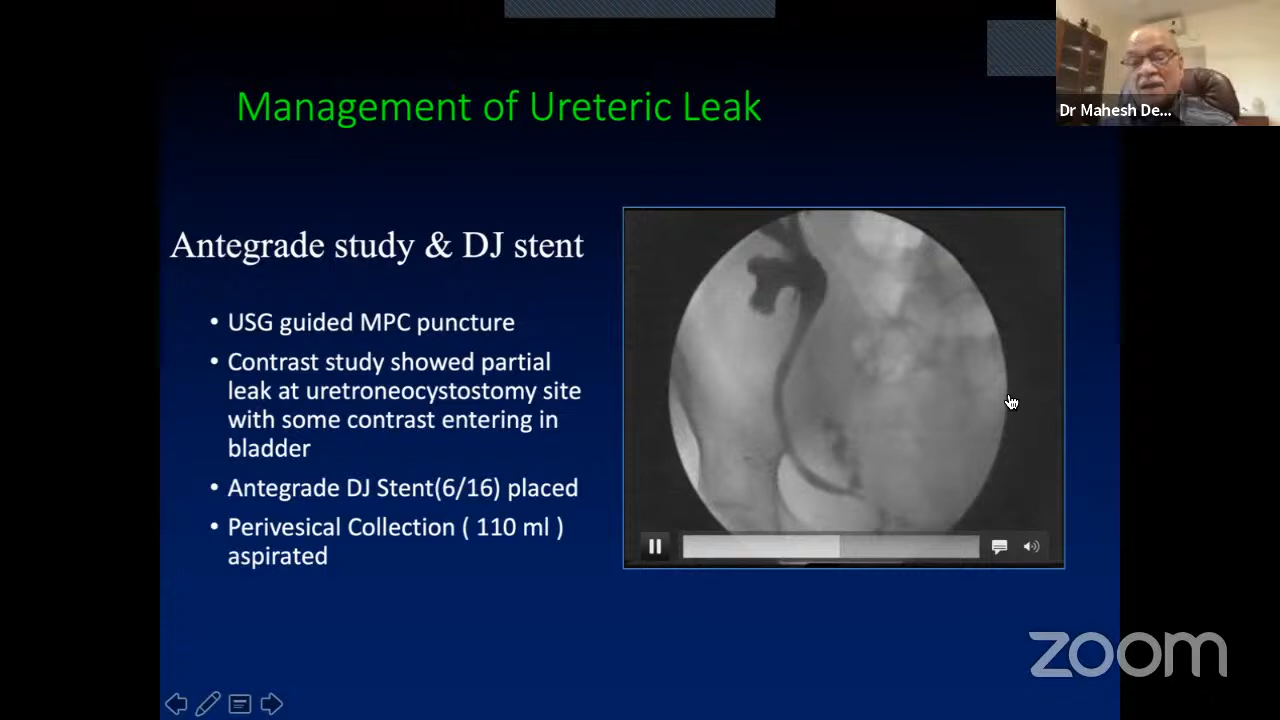 Management of Ureteric Leak
Dr Mahesh De...
Antegrade study & DJ stent
• USG guided MPC puncture
• Contrast study showed partial
leak at uretroneocystostomy site
with some contrast entering in
bladder
• Antegrade DJ Stent(6/16) placed
• Perivesical Collection ( 110 ml )
aspirated
zoom